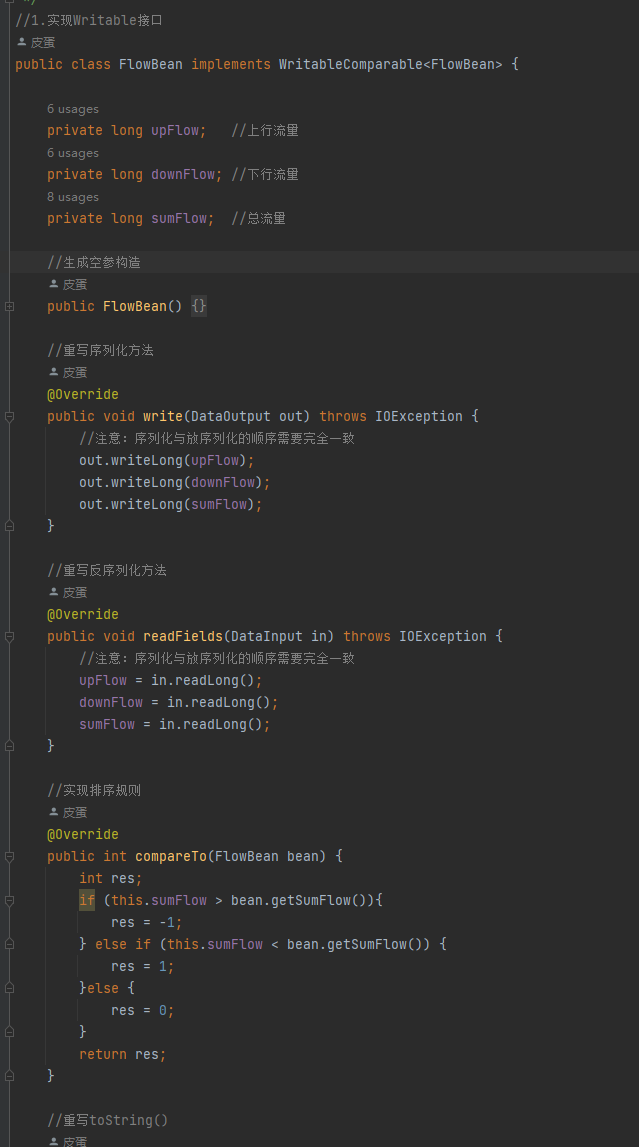 */
//1.实现Writable接口
皮蛋
public class FlowBean implements WritableComparable<FlowBean> {
6 usages
private long upFlow;   //上行流量
6 usages
private long downFlow; //下行流量
8 usages
private long sumFlow;  //总流量
//生成空参构造
皮蛋
public FlowBean() {}
//重写序列化方法
皮蛋
@Override
public void write(DataOutput out) throws IOException {
//注意: 序列化与放序列化的顺序需要完全一致
out.writeLong(upFlow);
out.writeLong(downFlow);
out.writeLong(sumFlow);
}
//重写反序列化方法
皮蛋
@Override
public void readFields(DataInput in) throws IOException {
//注意: 序列化与放序列化的顺序需要完全一致
upFlow = in.readLong();
downFlow = in.readLong();
sumFlow = in.readLong();
}
//实现排序规则
皮蛋
@Override
public int compareTo(FlowBean bean) {
int res;
if (this.sumFlow > bean.getSumFlow()){
res = -1;
} else if (this.sumFlow < bean.getSumFlow()) {
res = 1;
}else {
res = 0;
}
return res;
}
//重写toString()
皮蛋